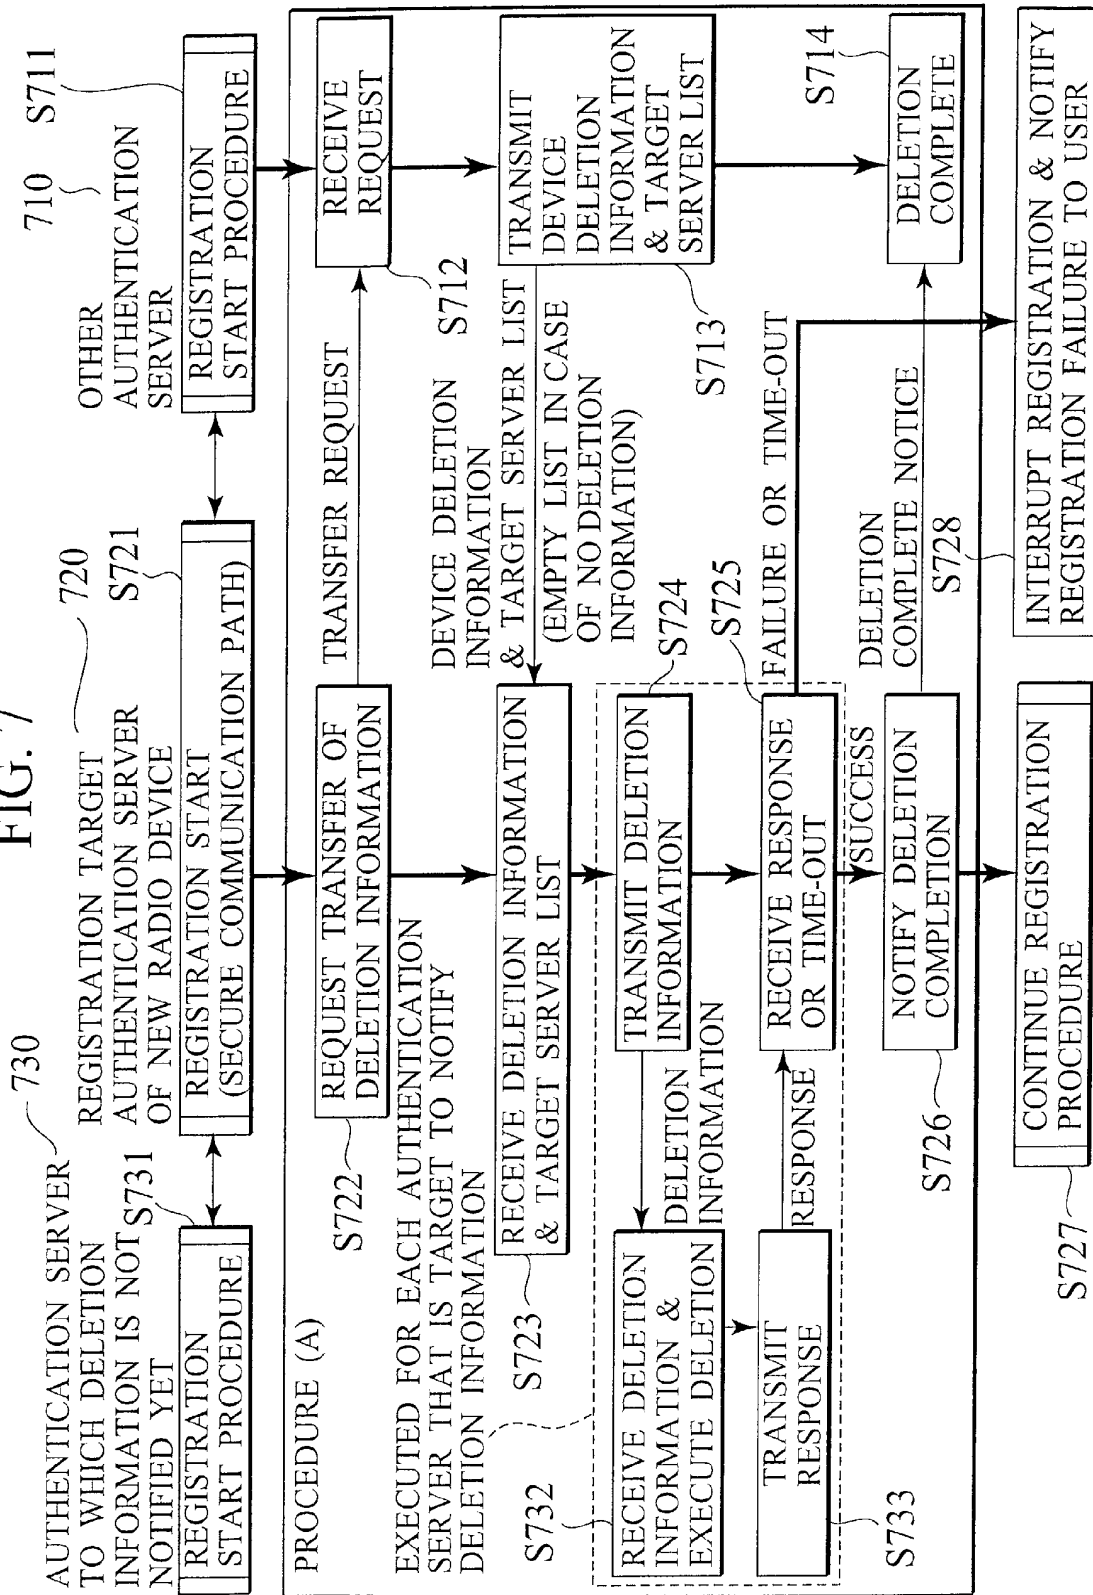 FIG. 7
730
AUTHENTICATION SERVER
TO WHICH DELETION
INFORMATION IS NOT
NOTIFIED YET
S731
REGISTRATION
START PROCEDURE
720
REGISTRATION TARGET
AUTHENTICATION SERVER
OF NEW RADIO DEVICE
S721
REGISTRATION START
(SECURE COMMUNICATION PATH)
710
OTHER
AUTHENTICATION
SERVER
S711
REGISTRATION
START PROCEDURE
PROCEDURE (A)
REQUEST TRANSFER OF
DELETION INFORMATION
S722
TRANSFER REQUEST
RECEIVE
REQUEST
S712
EXECUTED FOR EACH AUTHENTICATION
SERVER THAT IS TARGET TO NOTIFY
DELETION INFORMATION
RECEIVE DELETION INFORMATION
& TARGET SERVER LIST
S723
DEVICE DELETION
INFORMATION
& TARGET SERVER LIST
(EMPTY LIST IN CASE
OF NO DELETION
INFORMATION)
TRANSMIT
DEVICE
DELETION
INFORMATION
& TARGET
SERVER LIST
S713
S732
RECEIVE DELETION
INFORMATION &
EXECUTE DELETION
DELETION
INFORMATION
TRANSMIT DELETION
INFORMATION
S724
TRANSMIT
RESPONSE
S733
RESPONSE
RECEIVE RESPONSE
OR TIME-OUT
S725
FAILURE OR TIME-OUT
SUCCESS
NOTIFY DELETION
COMPLETION
S726
DELETION
COMPLETE NOTICE
DELETION
COMPLETE
S714
S727
CONTINUE REGISTRATION
PROCEDURE
S728
INTERRUPT REGISTRATION & NOTIFY
REGISTRATION FAILURE TO USER